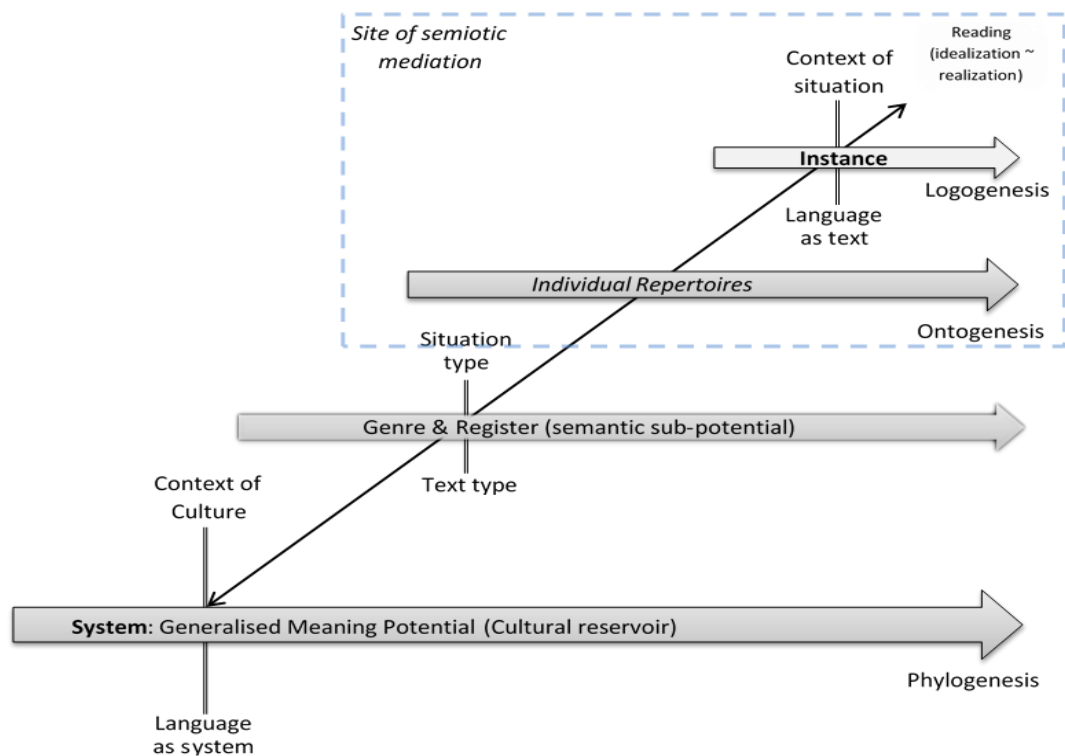 Site of semiotic
mediation
Reading
(idealization ~
realization)
Context of
situation
Instance
Logogenesis
Language
as text
Individual Repertoires
Ontogenesis
Situation
type
Genre & Register (semantic sub-potential)
Text type
Context of
Culture
System: Generalised Meaning Potential (Cultural reservoir)
Phylogenesis
Language
as system